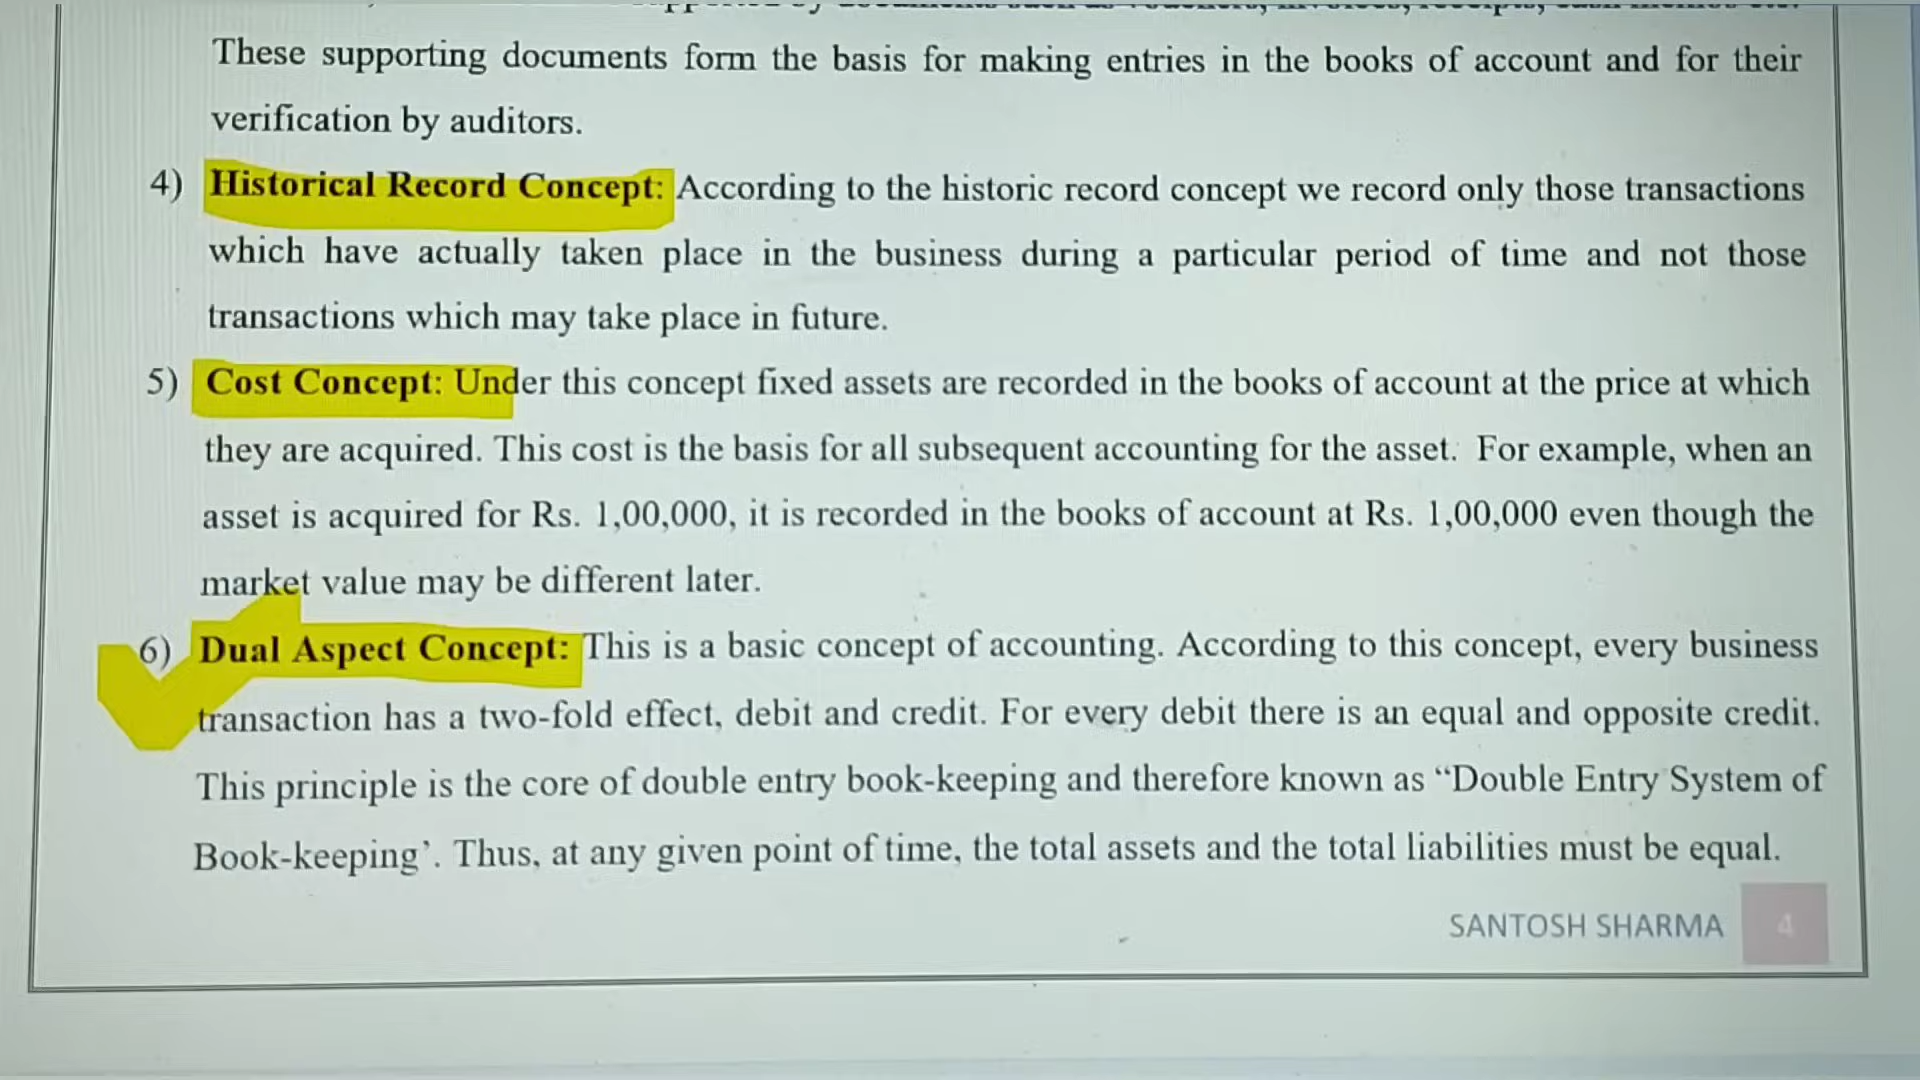 These supporting documents form the basis for making entries in the books of account and for their
verification by auditors.
4) Historical Record Concept: According to the historic record concept we record only those transactions
which have actually taken place in the business during a particular period of time and not those
transactions which may take place in future.
5) Cost Concept: Under this concept fixed assets are recorded in the books of account at the price at which
they are acquired. This cost is the basis for all subsequent accounting for the asset. For example, when an
asset is acquired for Rs. 1,00,000, it is recorded in the books of account at Rs. 1,00,000 even though the
market value may be different later.
6) Dual Aspect Concept: This is a basic concept of accounting. According to this concept, every business
transaction has a two-fold effect, debit and credit. For every debit there is an equal and opposite credit.
This principle is the core of double entry book-keeping and therefore known as “Double Entry System of
Book-keeping’. Thus, at any given point of time, the total assets and the total liabilities must be equal.
SANTOSH SHARMA 4